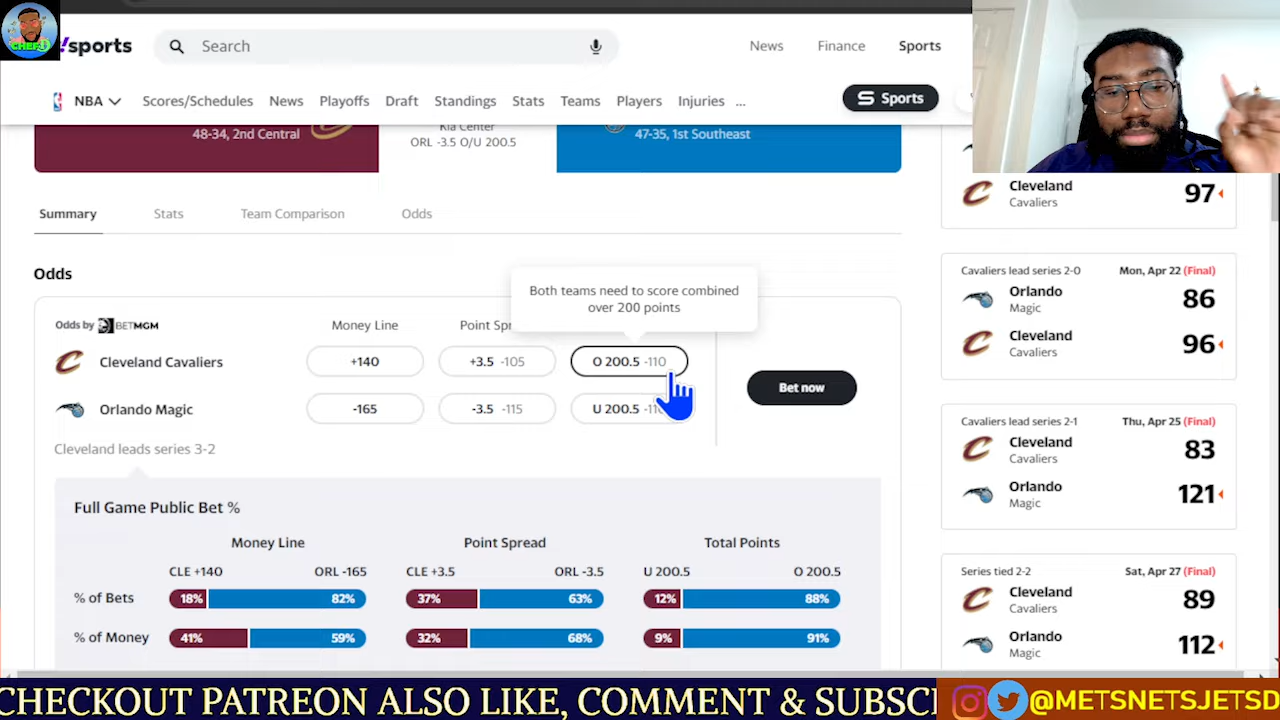 CHEF J
!sports
Search
News
Finance
Sports
NBA
Scores/Schedules
News
Playoffs
Draft
Standings
Stats
Teams
Players
Injuries
...
S Sports
48-34, 2nd Central
Kia Center
ORL -3.5 O/U 200.5
47-35, 1st Southeast
Summary
Stats
Team Comparison
Odds
Odds
Both teams need to score combined
over 200 points
Odds by BETMGM
Money Line
Point Spr
Cleveland Cavaliers
+140
+3.5 -105
O 200.5 -110
Orlando Magic
-165
-3.5 -115
U 200.5 -11
Bet now
Cleveland leads series 3-2
Full Game Public Bet %
Money Line
Point Spread
Total Points
CLE +140
ORL -165
CLE +3.5
ORL -3.5
U 200.5
O 200.5
% of Bets
18%
82%
37%
63%
12%
88%
% of Money
41%
59%
32%
68%
9%
91%
Cleveland
Cavaliers
97
Cavaliers lead series 2-0
Mon, Apr 22 (Final)
Orlando
Magic
86
Cleveland
Cavaliers
96
Cavaliers lead series 2-1
Thu, Apr 25 (Final)
Cleveland
Cavaliers
83
Orlando
Magic
121
Series tied 2-2
Sat, Apr 27 (Final)
Cleveland
Cavaliers
89
Orlando
Magic
112
CHECKOUT PATREON ALSO LIKE, COMMENT & SUBSC
@METSNETSJETSD